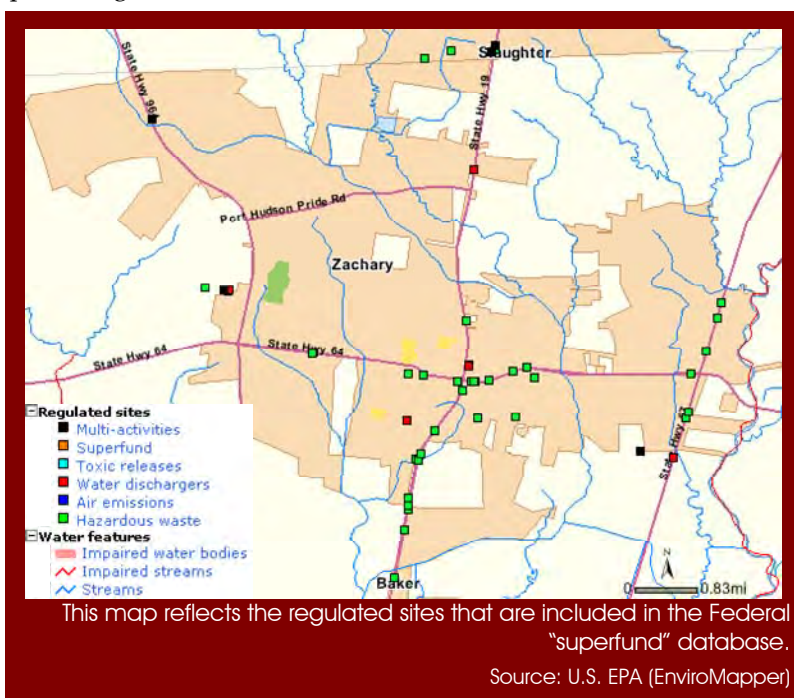 Slaughter
State Hwy 964
State Hwy 19
Port Hudson Pride Rd
Zachary
State Hwy 64
State Hwy 64
State Hwy 67
Regulated sites
Multi-activities
Superfund
Toxic releases
Water dischargers
Air emissions
Hazardous waste
Water features
Impaired water bodies
Impaired streams
Streams
Baker
N
0 0.83mi
This map reflects the regulated sites that are included in the Federal
“superfund” database.
Source: U.S. EPA (EnviroMapper)